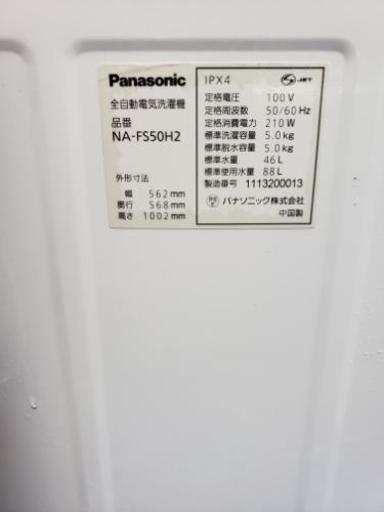 Panasonic
全自動電気洗濯機
品番
NA-FS50H2
外形寸法
幅 562mm
奥行 568mm
高さ 1002mm
IPX4
JET
定格電圧 100V
定格周波数 50/60Hz
定格消費電力 210W
標準洗濯容量 5.0kg
標準脱水容量 5.0kg
標準水量 46L
標準使用水量 88L
製造番号 1113200013
パナソニック株式会社
中国製